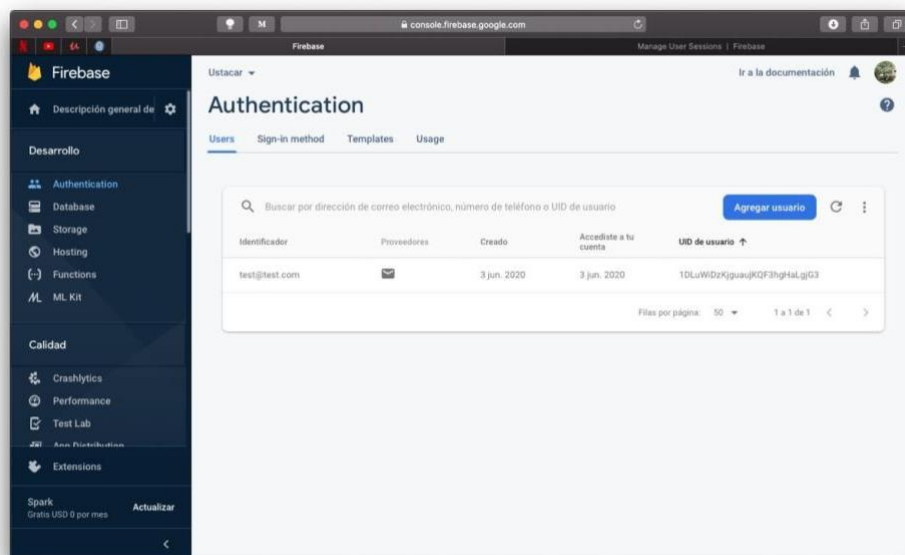 M
console.firebase.google.com
Firebase
Manage User Sessions | Firebase
Firebase
Descripción general de
Desarrollo
Authentication
Database
Storage
Hosting
Functions
ML Kit
Calidad
Crashlytics
Performance
Test Lab
App Distribution
Extensions
Spark
Gratis USD 0 por mes
Actualizar
Ustacar
Ir a la documentación
Authentication
Users Sign-in method Templates Usage
Buscar por dirección de correo electrónico, número de teléfono o UID de usuario
Agregar usuario
Identificador Proveedores Creado Accediste a tu cuenta UID de usuario
test@test.com 3 jun. 2020 3 jun. 2020 1DLuWiDzKjguaujKQF3hgHaLgjG3
Filas por página: 50 1 a 1 de 1